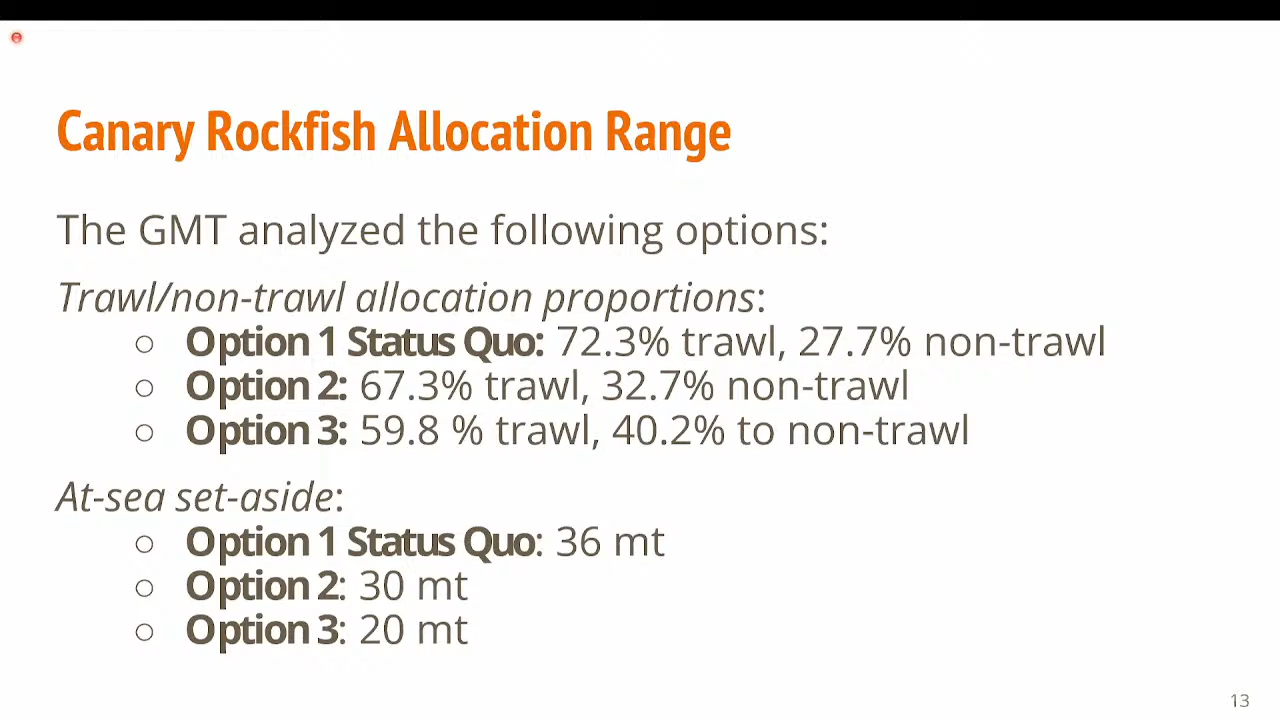 Canary Rockfish Allocation Range
The GMT analyzed the following options:
Trawl/non-trawl allocation proportions:
○ Option 1 Status Quo: 72.3% trawl, 27.7% non-trawl
○ Option 2: 67.3% trawl, 32.7% non-trawl
○ Option 3: 59.8 % trawl, 40.2% to non-trawl
At-sea set-aside:
○ Option 1 Status Quo: 36 mt
○ Option 2: 30 mt
○ Option 3: 20 mt
13